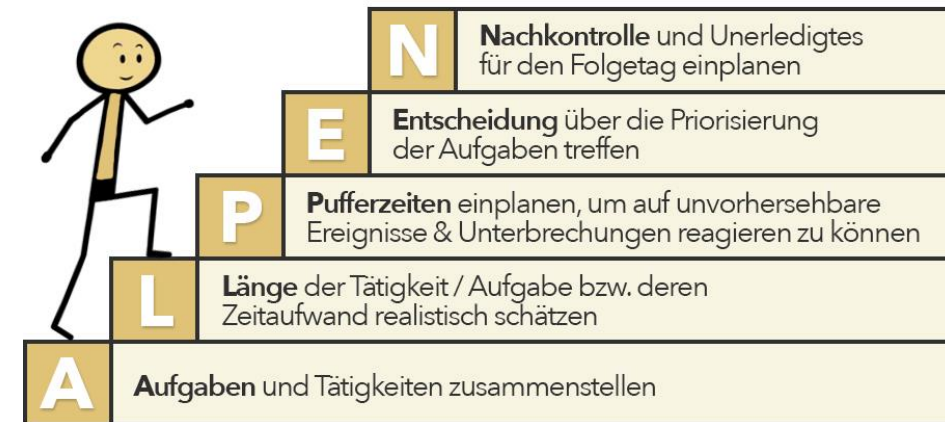 N
Nachkontrolle und Unerledigtes
für den Folgetag einplanen
E
Entscheidung über die Priorisierung
der Aufgaben treffen
P
Pufferzeiten einplanen, um auf unvorhersehbare
Ereignisse & Unterbrechungen reagieren zu können
L
Länge der Tätigkeit / Aufgabe bzw. deren
Zeitaufwand realistisch schätzen
A
Aufgaben und Tätigkeiten zusammenstellen